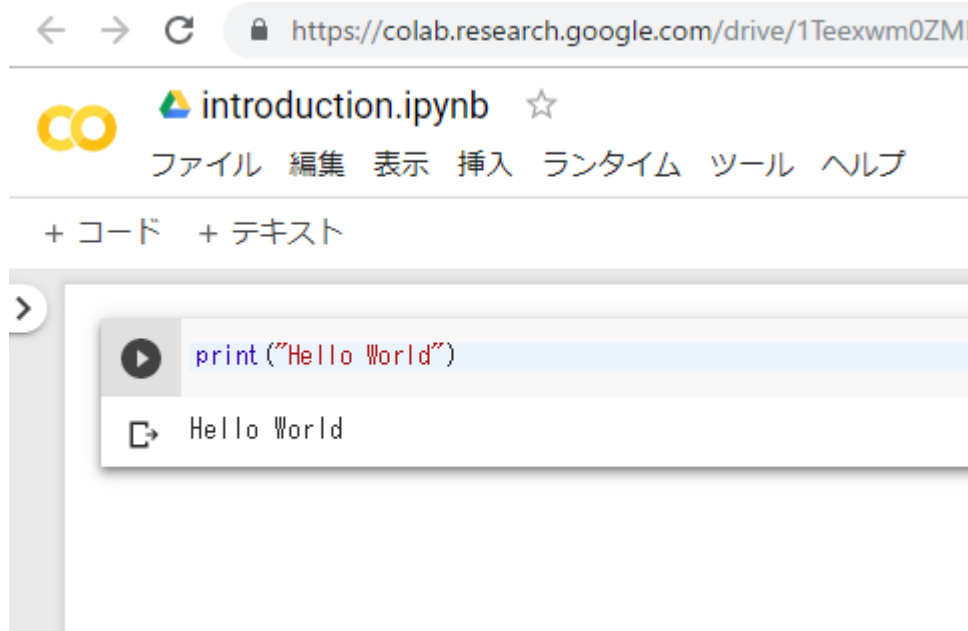 https://colab.research.google.com/drive/1Teexwm0ZM
introduction.ipynb
ファイル 編集 表示 挿入 ランタイム ツール ヘルプ
+ コード + テキスト
print("Hello World")
Hello World